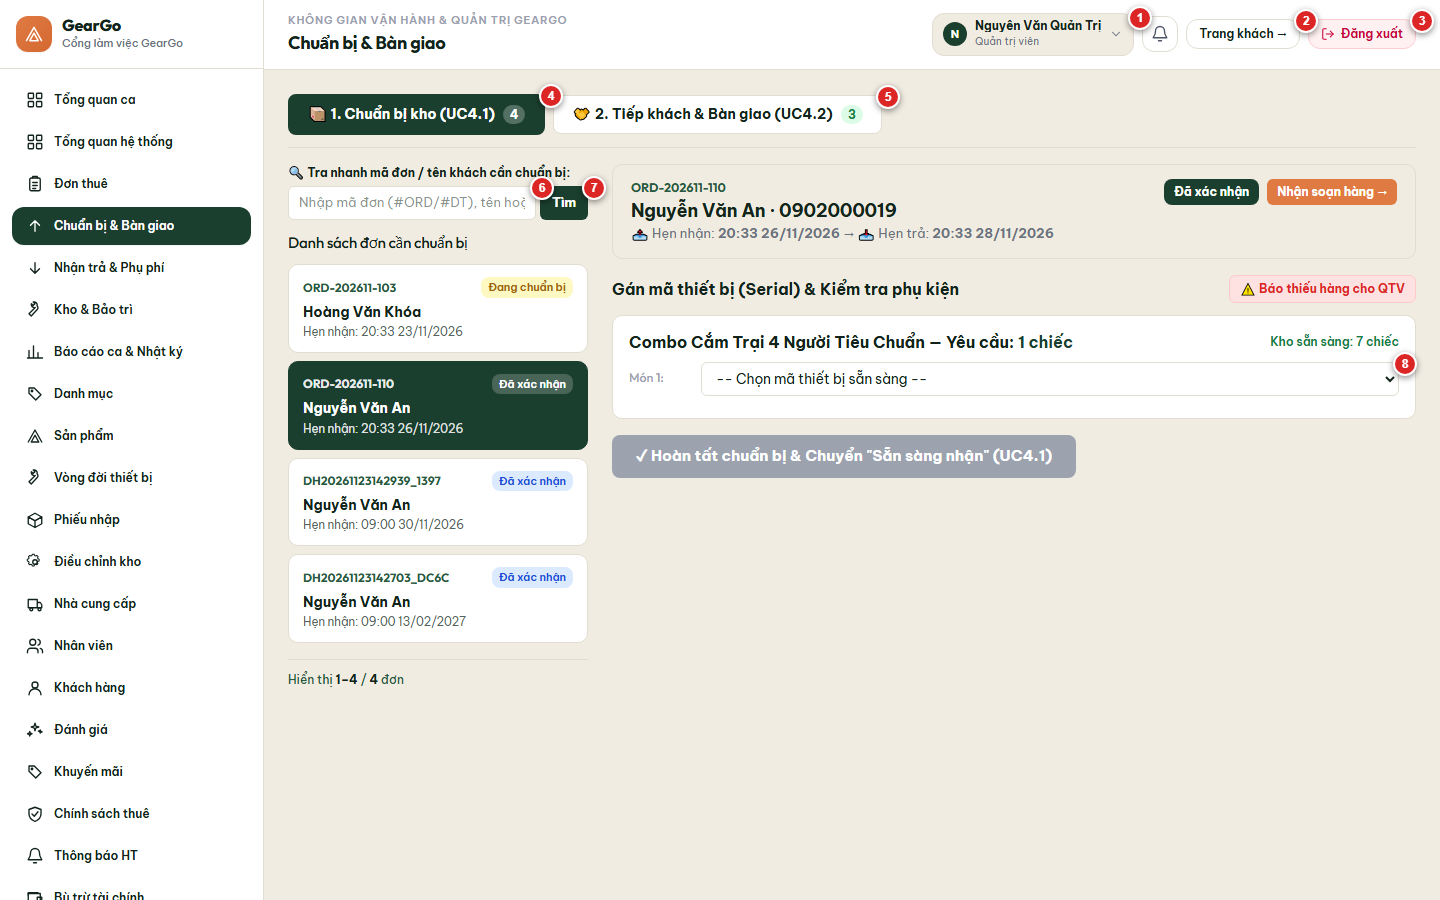 GearGo
Cổng làm việc GearGo
Tổng quan ca
Tổng quan hệ thống
Đơn thuê
Chuẩn bị & Bàn giao
Nhận trả & Phụ phí
Kho & Bảo trì
Báo cáo ca & Nhật ký
Danh mục
Sản phẩm
Vòng đời thiết bị
Phiếu nhập
Điều chỉnh kho
Nhà cung cấp
Nhân viên
Khách hàng
Đánh giá
Khuyến mãi
Chính sách thuê
Thông báo HT
Bù trừ tài chính
KHÔNG GIAN VẬN HÀNH & QUẢN TRỊ GEARGO
Chuẩn bị & Bàn giao
N
Nguyễn Văn Quản Trị
Quản trị viên
1
Trang khách →
2
Đăng xuất
3
1. Chuẩn bị kho (UC4.1) 4
4
2. Tiếp khách & Bàn giao (UC4.2) 3
5
Tra nhanh mã đơn / tên khách cần chuẩn bị:
Nhập mã đơn (#ORD/#DT), tên hoặc
6
Tìm
7
Danh sách đơn cần chuẩn bị
ORD-202611-103
Đang chuẩn bị
Hoàng Văn Khóa
Hẹn nhận: 20:33 23/11/2026
ORD-202611-110
Đã xác nhận
Nguyễn Văn An
Hẹn nhận: 20:33 26/11/2026
DH20261123142939_1397
Đã xác nhận
Nguyễn Văn An
Hẹn nhận: 09:00 30/11/2026
DH20261123142703_DC6C
Đã xác nhận
Nguyễn Văn An
Hẹn nhận: 09:00 13/02/2027
Hiển thị 1–4 / 4 đơn
ORD-202611-110
Nguyễn Văn An · 0902000019
Hẹn nhận: 20:33 26/11/2026 → Hẹn trả: 20:33 28/11/2026
Đã xác nhận
Nhận soạn hàng →
Gán mã thiết bị (Serial) & Kiểm tra phụ kiện
Báo thiếu hàng cho QTV
Combo Cắm Trại 4 Người Tiêu Chuẩn — Yêu cầu: 1 chiếc
Kho sẵn sàng: 7 chiếc
Món 1:
-- Chọn mã thiết bị sẵn sàng --
8
✓ Hoàn tất chuẩn bị & Chuyển "Sẵn sàng nhận" (UC4.1)